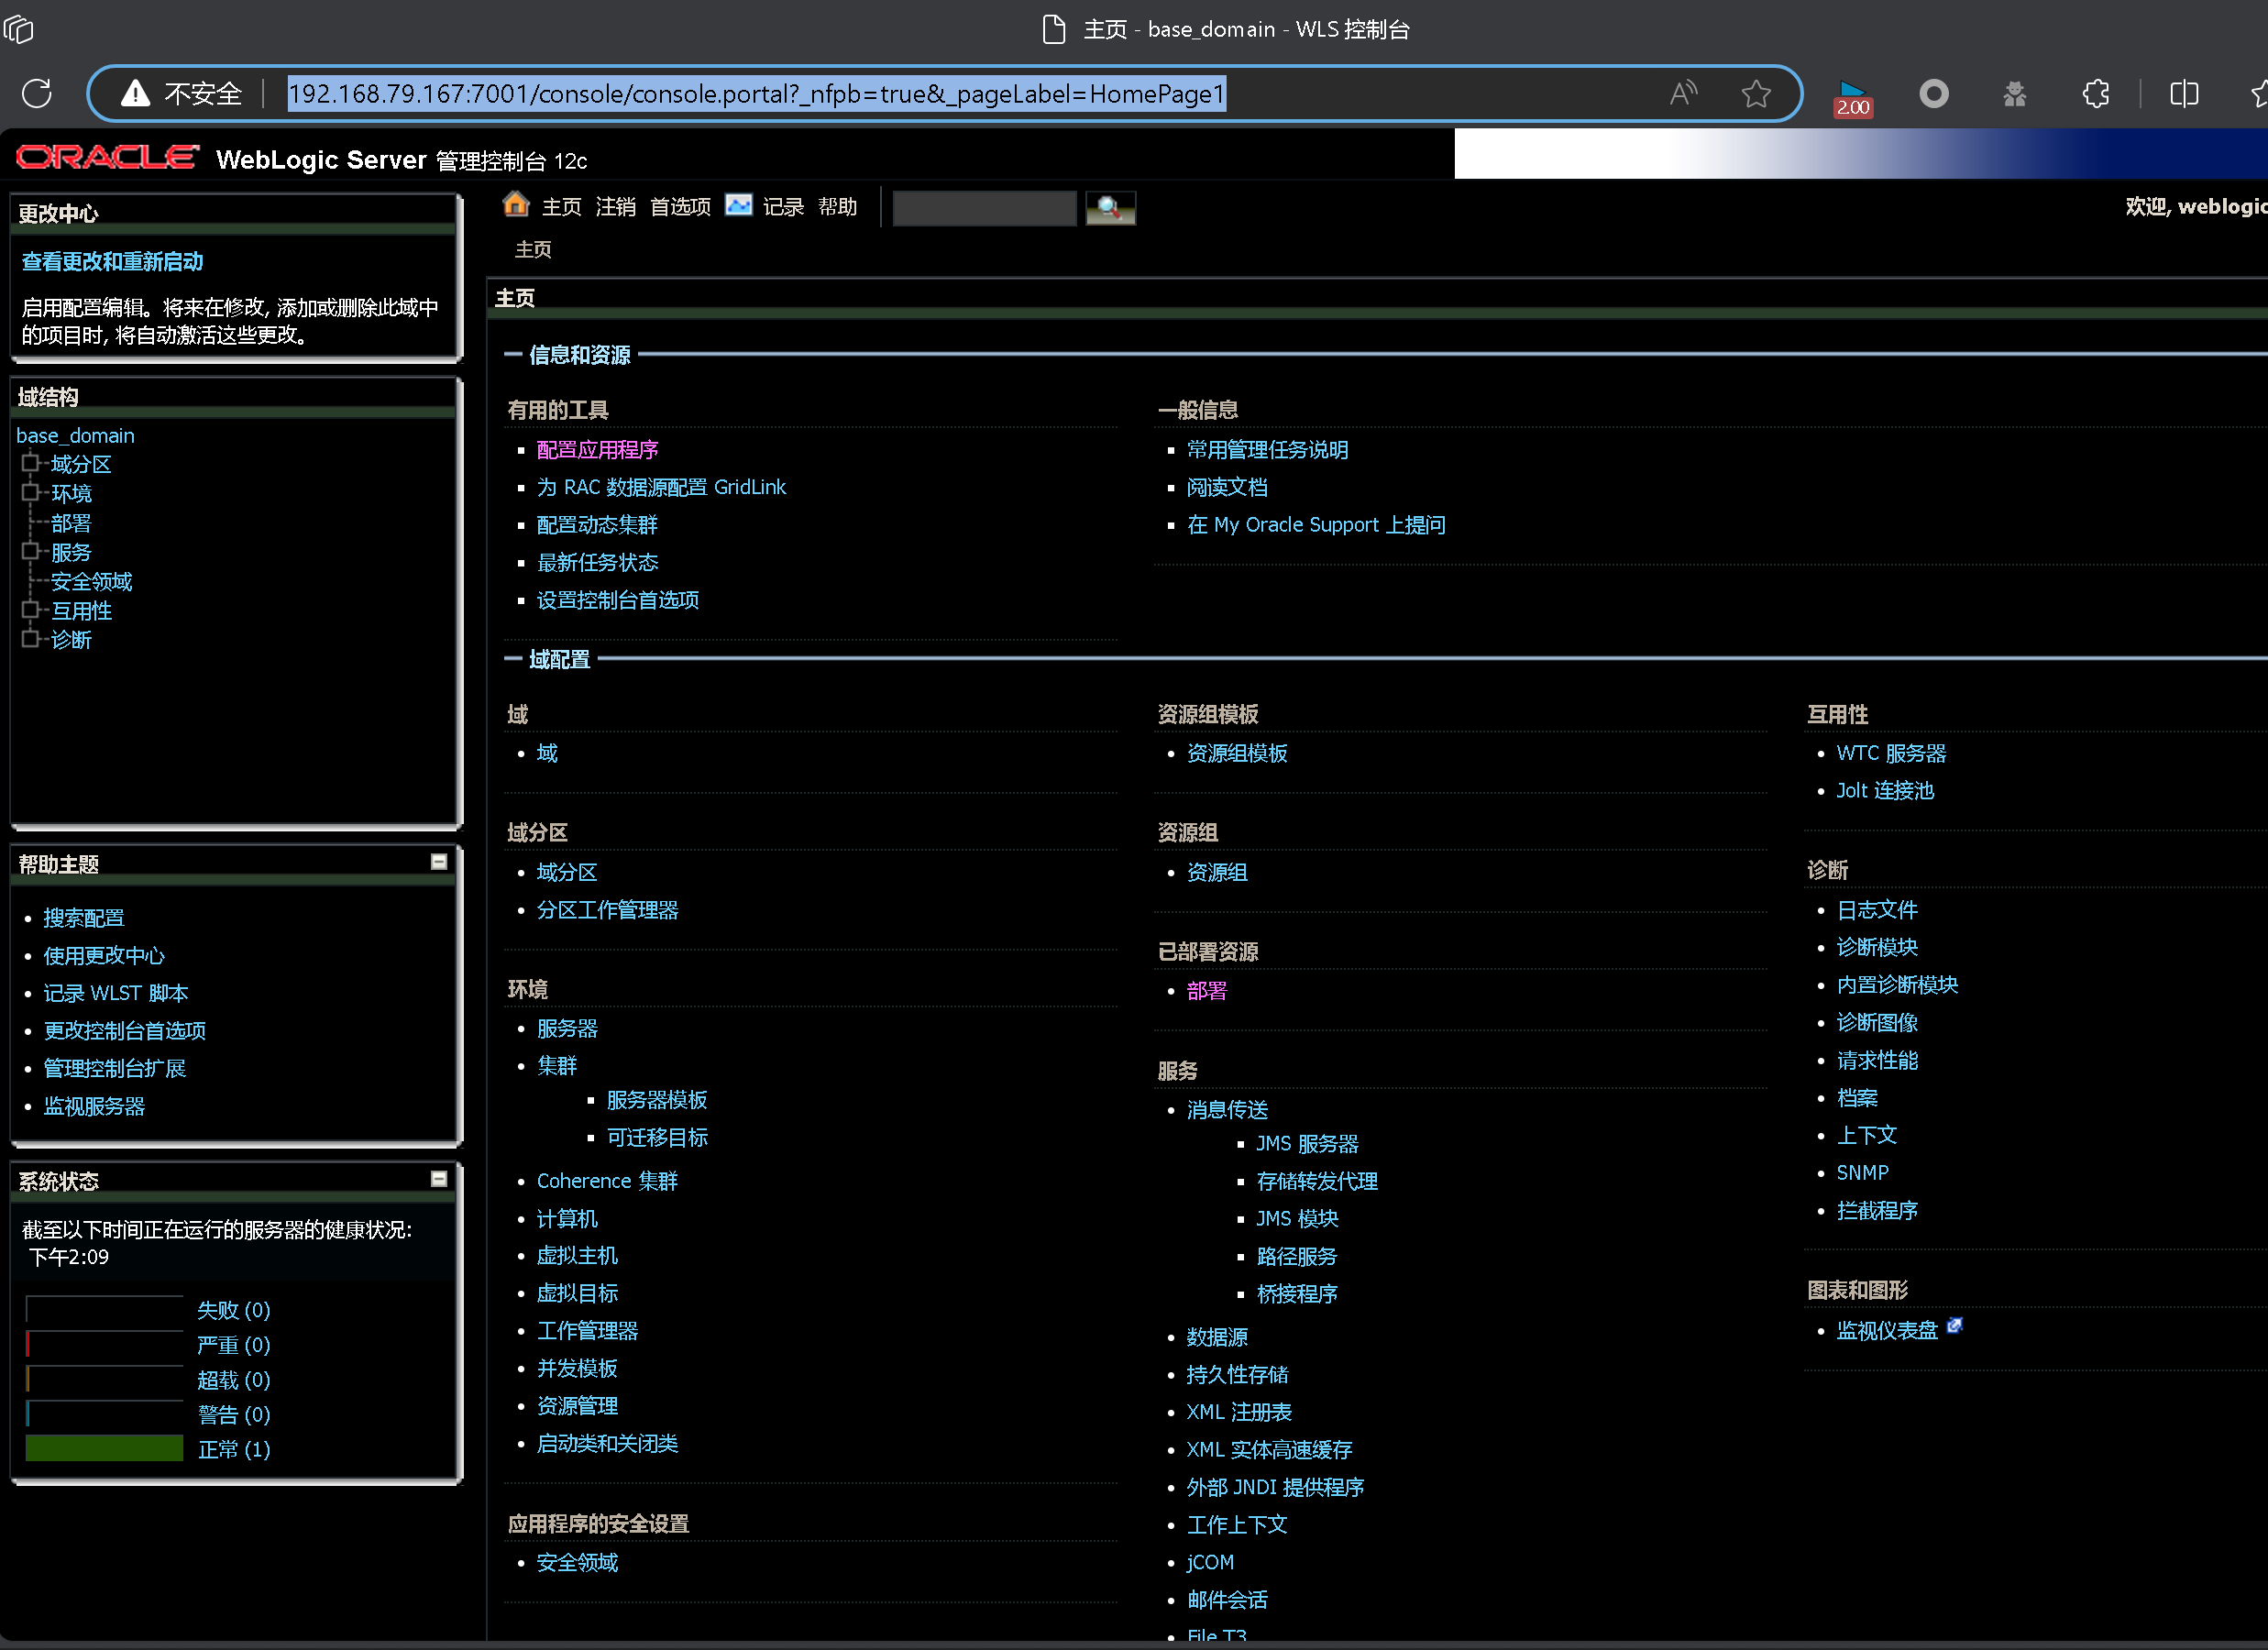 主页 - base_domain - WLS 控制台
不安全
192.168.79.167:7001/console/console.portal?_nfpb=true&_pageLabel=HomePage1
2.00
ORACLE WebLogic Server 管理控制台 12c
更改中心
查看更改和重新启动
启用配置编辑。将来在修改, 添加或删除此域中
的项目时, 将自动激活这些更改。
域结构
base_domain
域分区
环境
部署
服务
安全领域
互用性
诊断
帮助主题
搜索配置
使用更改中心
记录 WLST 脚本
更改控制台首选项
管理控制台扩展
监视服务器
系统状态
截至以下时间正在运行的服务器的健康状况:
下午2:09
失败 (0)
严重 (0)
超载 (0)
警告 (0)
正常 (1)
主页 注销 首选项 记录 帮助
欢迎, weblogic
主页
主页
信息和资源
有用的工具
配置应用程序
为 RAC 数据源配置 GridLink
配置动态集群
最新任务状态
设置控制台首选项
一般信息
常用管理任务说明
阅读文档
在 My Oracle Support 上提问
域配置
域
域
域分区
域分区
分区工作管理器
环境
服务器
集群
服务器模板
可迁移目标
Coherence 集群
计算机
虚拟主机
虚拟目标
工作管理器
并发模板
资源管理
启动类和关闭类
应用程序的安全设置
安全领域
资源组模板
资源组模板
资源组
资源组
已部署资源
部署
服务
消息传送
JMS 服务器
存储转发代理
JMS 模块
路径服务
桥接程序
数据源
持久性存储
XML 注册表
XML 实体高速缓存
外部 JNDI 提供程序
工作上下文
jCOM
邮件会话
File T3
互用性
WTC 服务器
Jolt 连接池
诊断
日志文件
诊断模块
内置诊断模块
诊断图像
请求性能
档案
上下文
SNMP
拦截程序
图表和图形
监视仪表盘